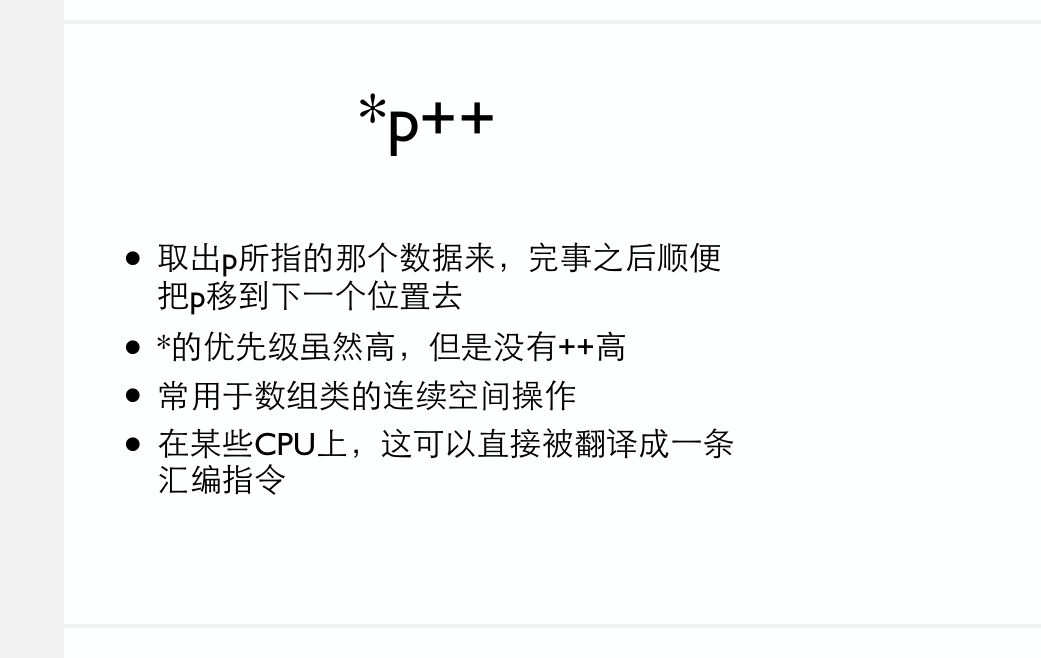 *p++
● 取出p所指的那个数据来，完事之后顺便
把p移到下一个位置去
● *的优先级虽然高，但是没有++高
● 常用于数组类的连续空间操作
● 在某些CPU上，这可以直接被翻译成一条
汇编指令